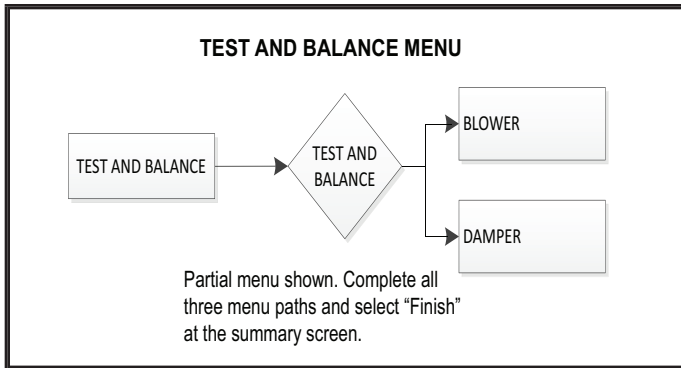 TEST AND BALANCE MENU
TEST AND BALANCE
TEST AND
BALANCE
BLOWER
DAMPER
Partial menu shown. Complete all
three menu paths and select “Finish”
at the summary screen.